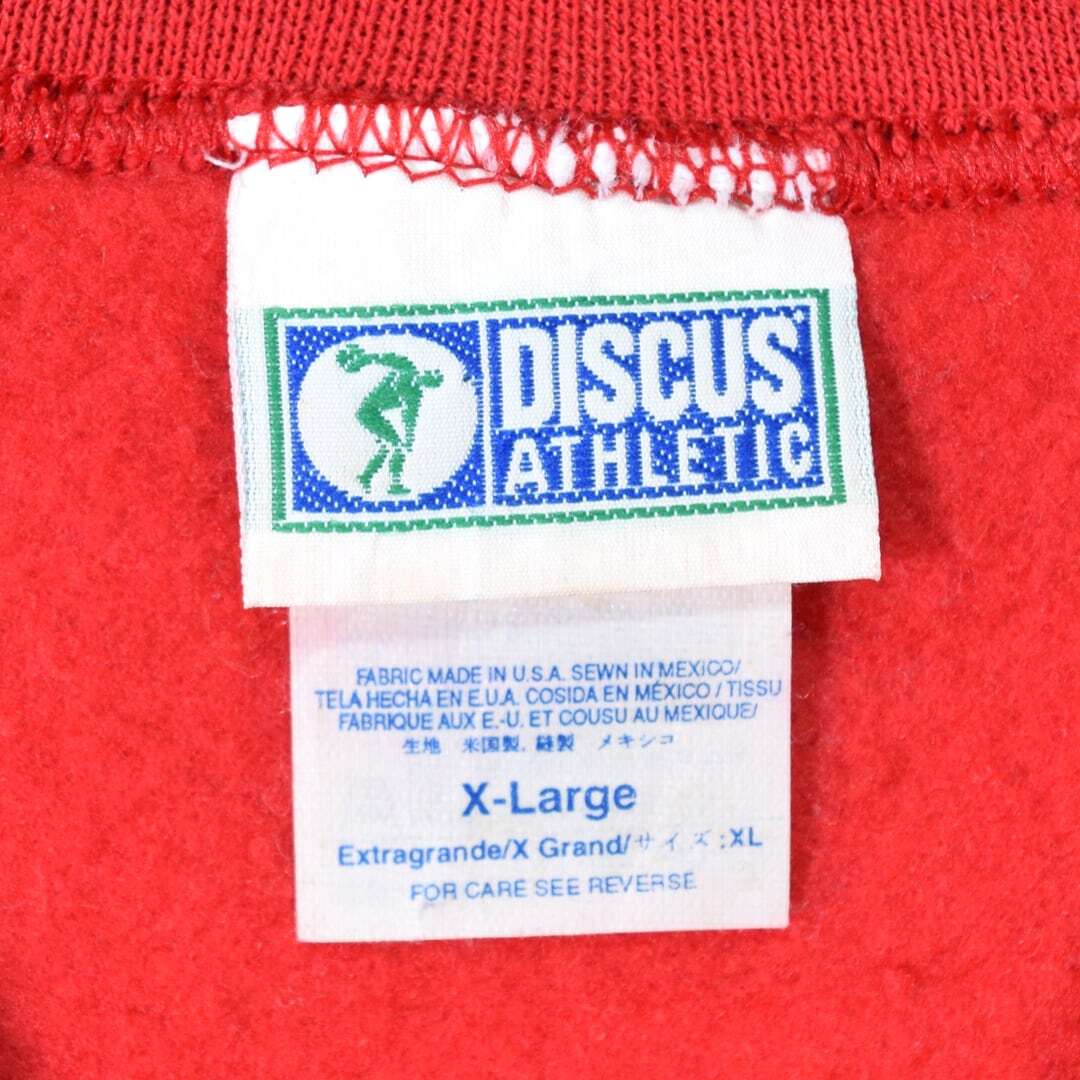 DISCUS
ATHLETIC
FABRIC MADE IN U.S.A. SEWN IN MEXICO/
TELA HECHA EN E.U.A. COSIDA EN MÉXICO / TISSU
FABRIQUE AUX E.-U. ET COUSU AU MEXIQUE/
生地 米国製, 縫製 メキシコ
X-Large
Extragrande/X Grand/サイズ:XL
FOR CARE SEE REVERSE